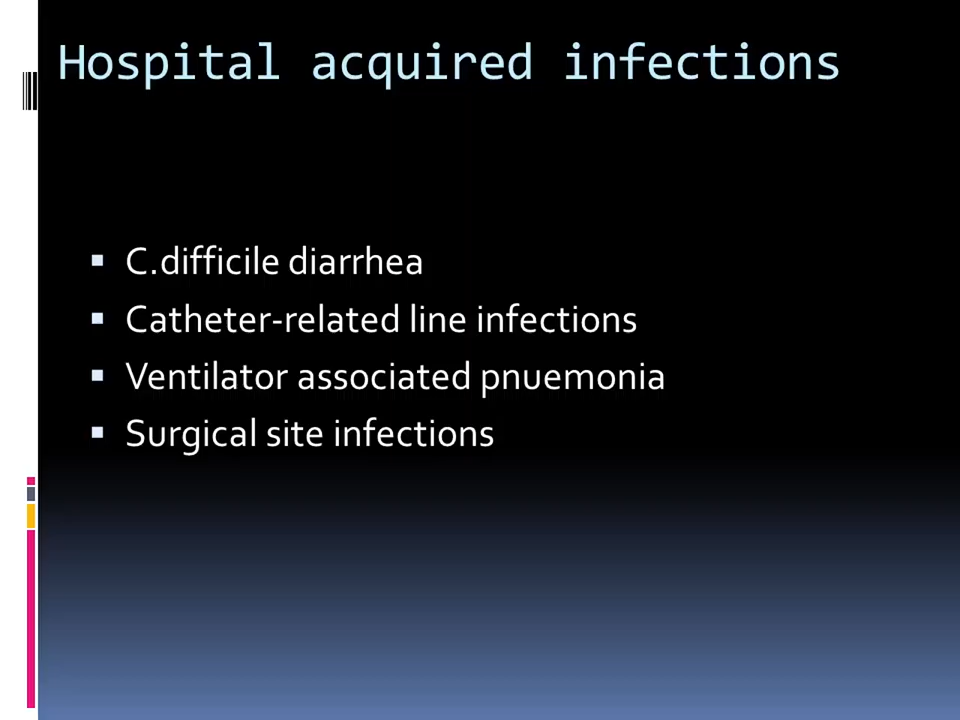 Hospital acquired infections
C.difficile diarrhea
Catheter-related line infections
Ventilator associated pnuemonia
Surgical site infections